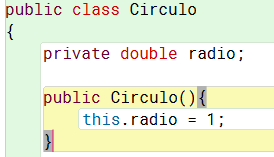 public class Circulo
{
private double radio;
public Circulo(){
this.radio = 1;
}